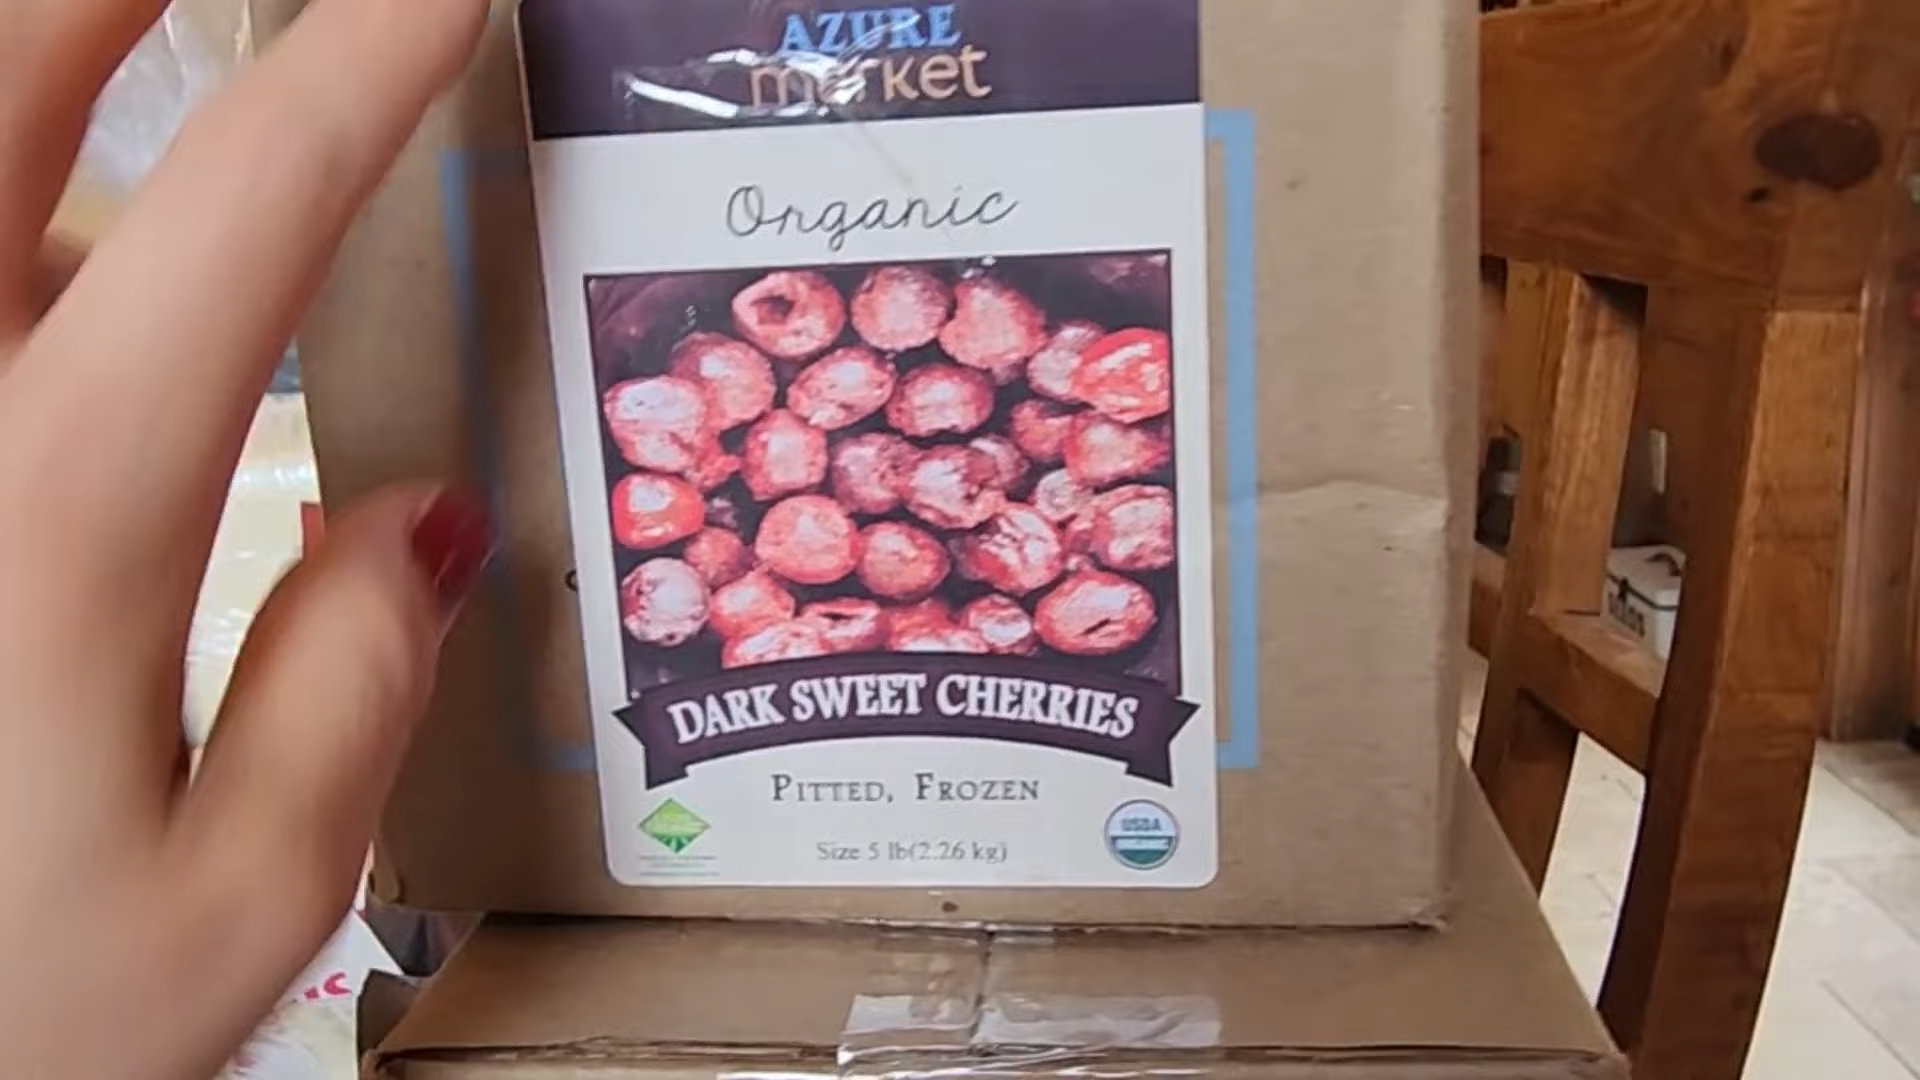 AZURE
market
Organic
DARK SWEET CHERRIES
PITTED, FROZEN
Size 5 lb(2.26 kg)
USDA